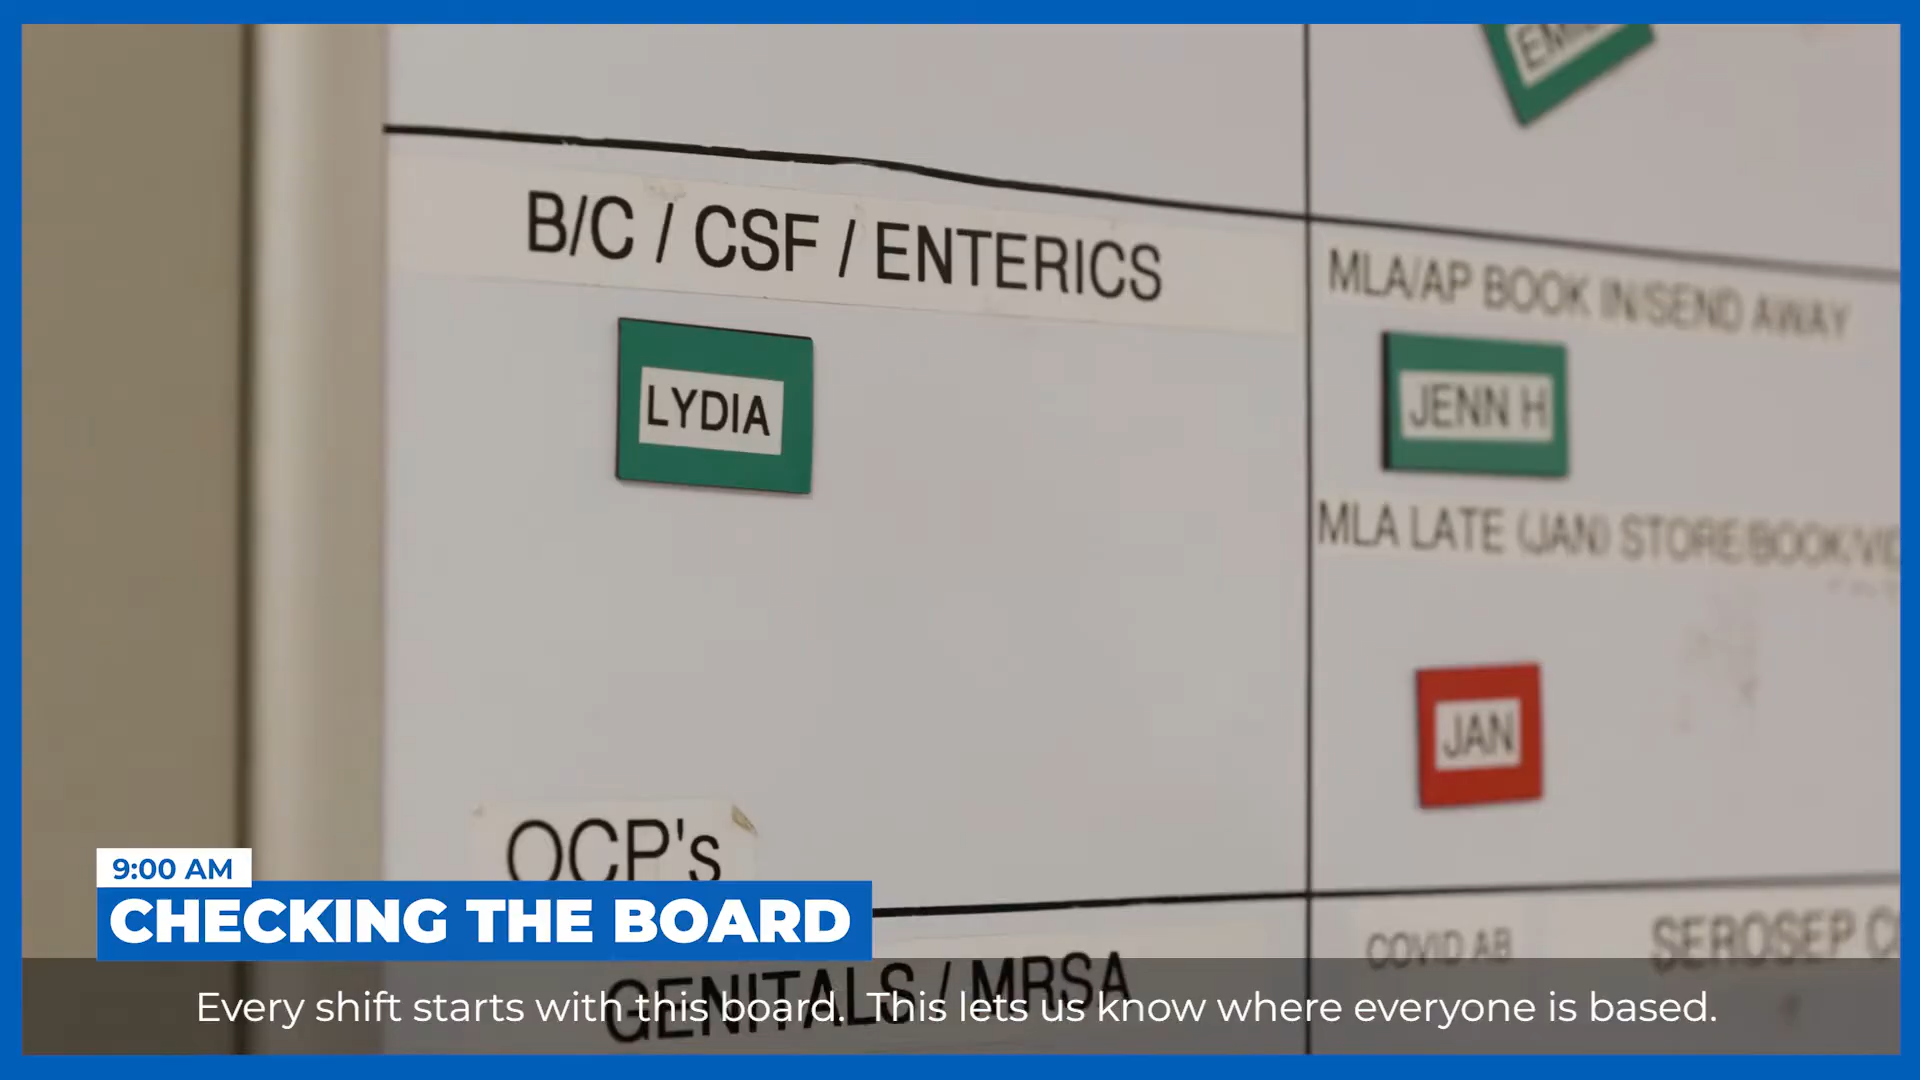 B/C / CSF / ENTERICS
LYDIA
OCP's
GENITALS / MRSA
MLA/AP BOOK IN/SEND AWAY
JENN H
MLA LATE (JAN) STORE/BOOK/
JAN
COVID AB
SEROSEP
9:00 AM
CHECKING THE BOARD
Every shift starts with this board. This lets us know where everyone is based.